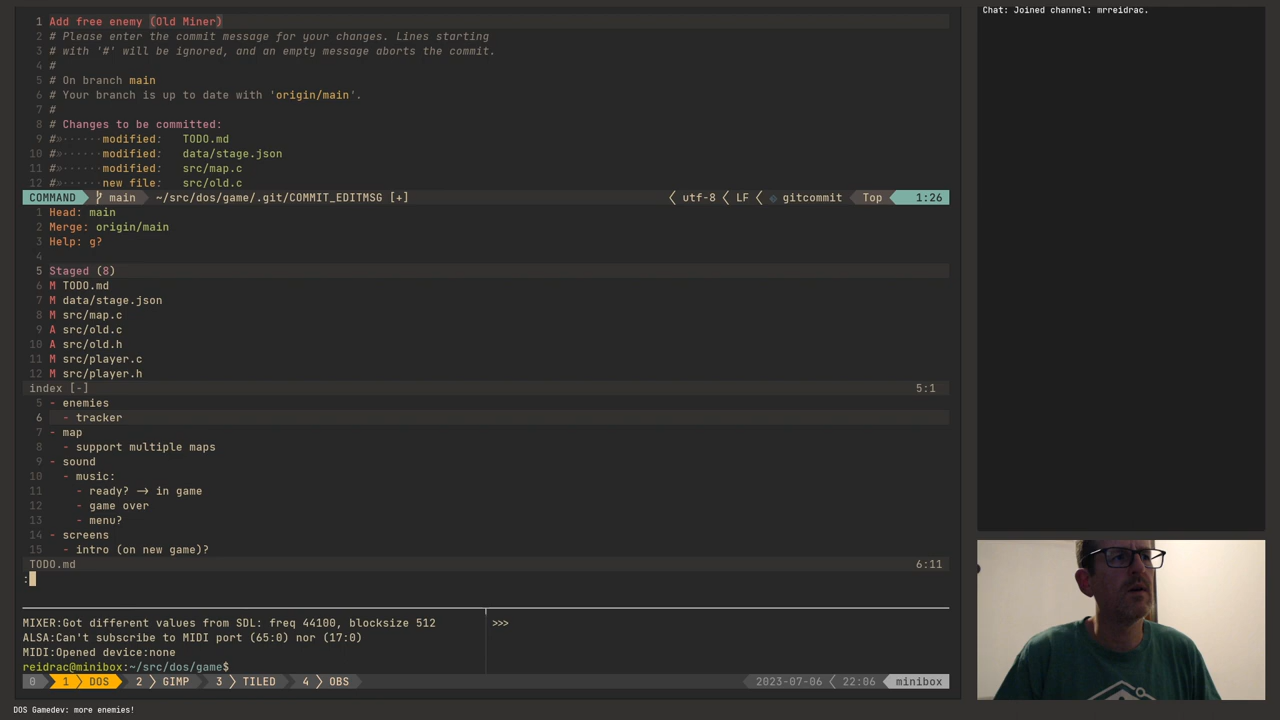 1 Add free enemy (Old Miner)
2 # Please enter the commit message for your changes. Lines starting
3 # with '#' will be ignored, and an empty message aborts the commit.
4 #
5 # On branch main
6 # Your branch is up to date with 'origin/main'.
7 #
8 # Changes to be committed:
9 #»······modified:   TODO.md
10 #»······modified:   data/stage.json
11 #»······modified:   src/map.c
12 #»······new file:   src/old.c
COMMAND main ~/src/dos/game/.git/COMMIT_EDITMSG [+] utf-8 LF gitcommit Top 1:26
1 Head: main
2 Merge: origin/main
3 Help: g?
4
5 Staged (8)
6 M TODO.md
7 M data/stage.json
8 M src/map.c
9 A src/old.c
10 A src/old.h
11 M src/player.c
12 M src/player.h
index [-] 5:1
5 - enemies
6   - tracker
7 - map
8   - support multiple maps
9 - sound
10   - music:
11     - ready? -> in game
12     - game over
13     - menu?
14 - screens
15   - intro (on new game)?
TODO.md 6:11
:
MIXER:Got different values from SDL: freq 44100, blocksize 512
ALSA:Can't subscribe to MIDI port (65:0) nor (17:0)
MIDI:Opened device:none
reidrac@minibox:~/src/dos/game$
>>>
0 1 DOS 2 GIMP 3 TILED 4 OBS 2023-07-06 22:06 minibox
Chat: Joined channel: mrreidrac.
DOS Gamedev: more enemies!